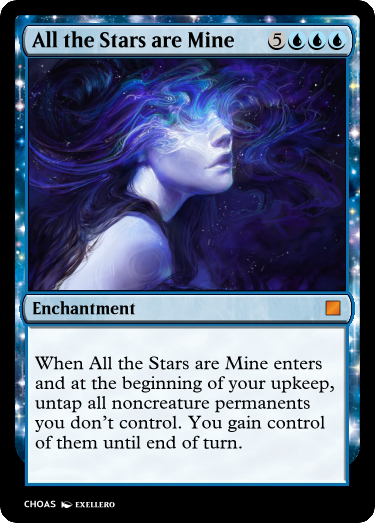 All the Stars are Mine 5
Enchantment
When All the Stars are Mine enters
and at the beginning of your upkeep,
untap all noncreature permanents
you don't control. You gain control
of them until end of turn.
CHOAS EXELLERO